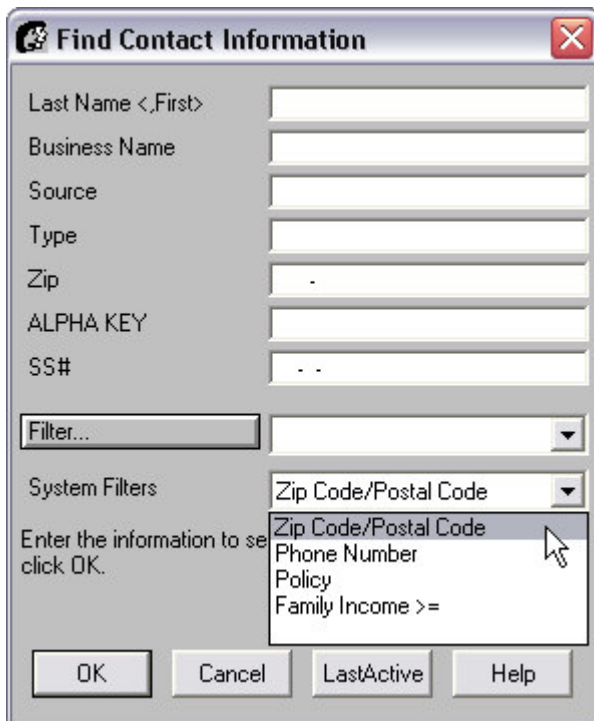 Find Contact Information
Last Name <,First>
Business Name
Source
Type
Zip -
ALPHA KEY
SS# - -
Filter...
System Filters Zip Code/Postal Code
Zip Code/Postal Code
Enter the information to se
Phone Number
click OK.
Policy
Family Income >=
OK Cancel LastActive Help